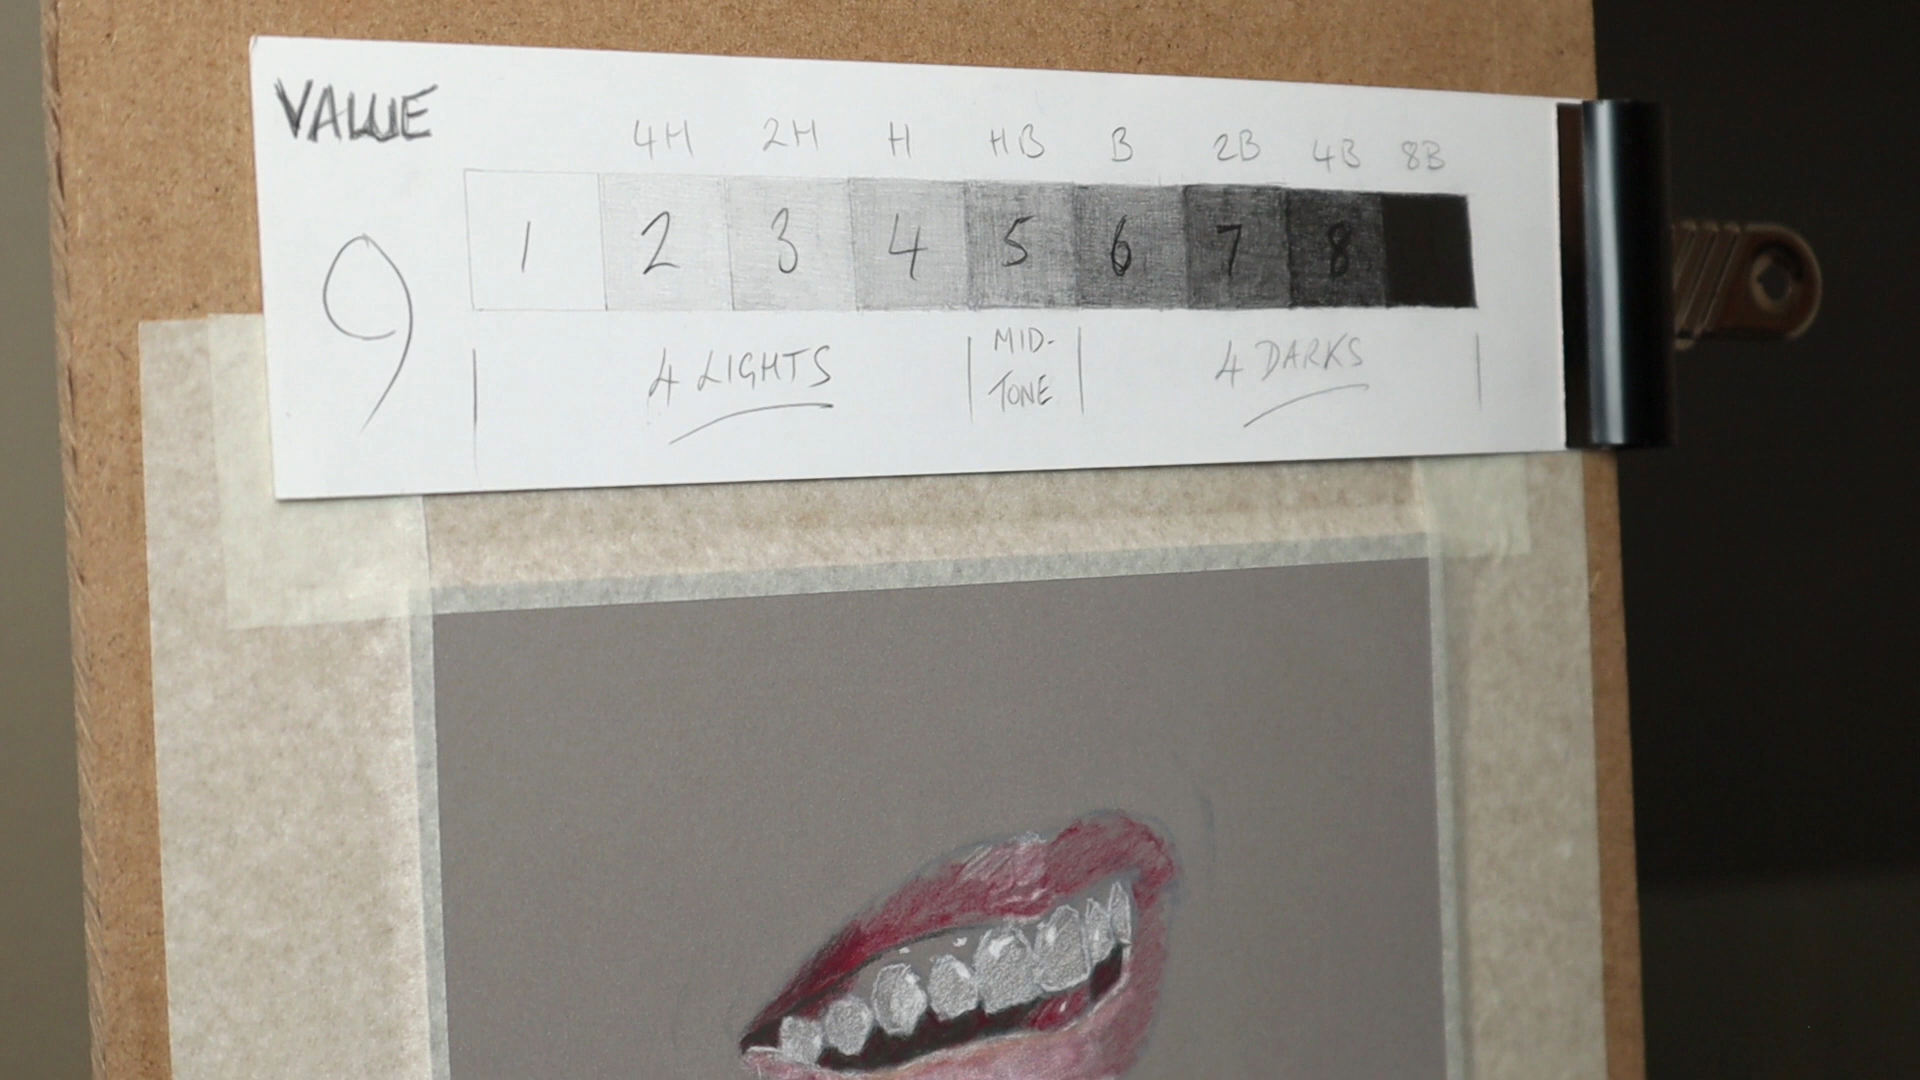 VALUE
4H 2H H HB B 2B 4B 8B
9
1 2 3 4 5 6 7 8
4 LIGHTS
MID-
TONE
4 DARKS